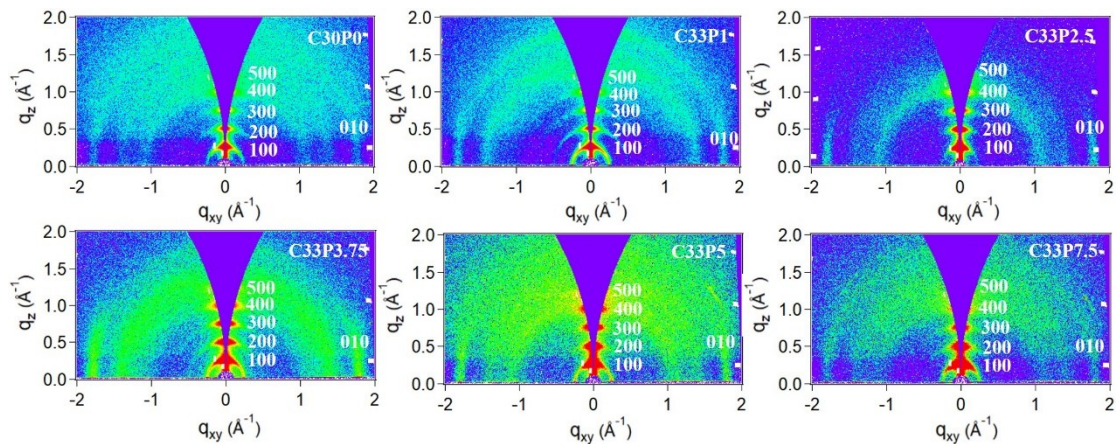 2.0 C30P0 2.0 C33P1 2.0 C33P2.5
1.5 1.5 1.5
500 500 500
1.0 400 1.0 400 1.0 400
qz (Å-1) 300 qz (Å-1) 300 qz (Å-1) 300
0.5 200 010 0.5 200 010 0.5 200 010
100 100 100
0.0 0.0 0.0
-2 -1 0 1 2 -2 -1 0 1 2 -2 -1 0 1 2
qxy (Å-1) qxy (Å-1) qxy (Å-1)
2.0 C33P3.75 2.0 C33P5 2.0 C33P7.5
1.5 1.5 1.5
500 500 500
1.0 400 1.0 400 1.0 400
qz (Å-1) 300 qz (Å-1) 300 qz (Å-1) 300
0.5 200 010 0.5 200 010 0.5 200 010
100 100 100
0.0 0.0 0.0
-2 -1 0 1 2 -2 -1 0 1 2 -2 -1 0 1 2
qxy (Å-1) qxy (Å-1) qxy (Å-1)